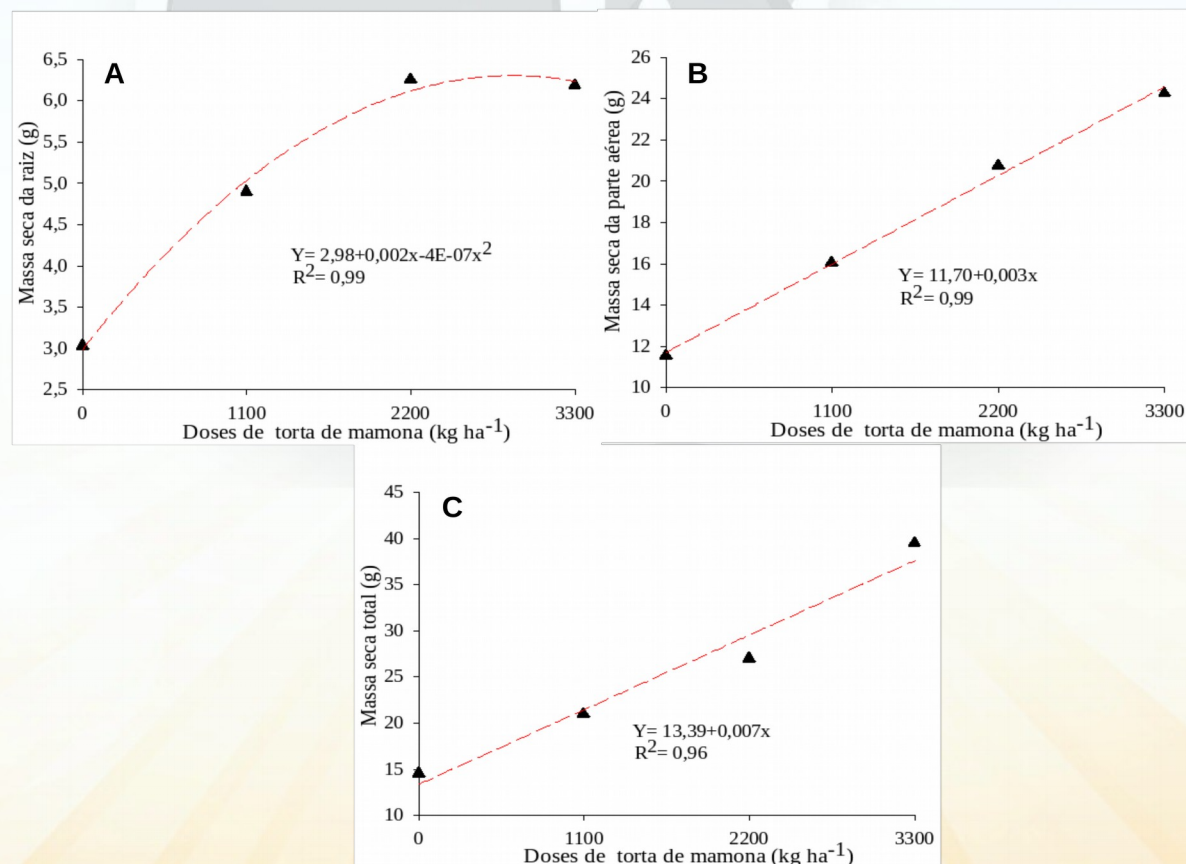 A
Massa seca da raiz (g)
6,5
6,0
5,5
5,0
4,5
4,0
3,5
3,0
2,5
Y= 2,98+0,002x-4E-07x²
R²= 0,99
0 1100 2200 3300
Doses de torta de mamona (kg ha⁻¹)
B
Massa seca da parte aérea (g)
26
24
22
20
18
16
14
12
10
Y= 11,70+0,003x
R²= 0,99
0 1100 2200 3300
Doses de torta de mamona (kg ha⁻¹)
C
Massa seca total (g)
45
40
35
30
25
20
15
10
Y= 13,39+0,007x
R²= 0,96
0 1100 2200 3300
Doses de torta de mamona (kg ha⁻¹)